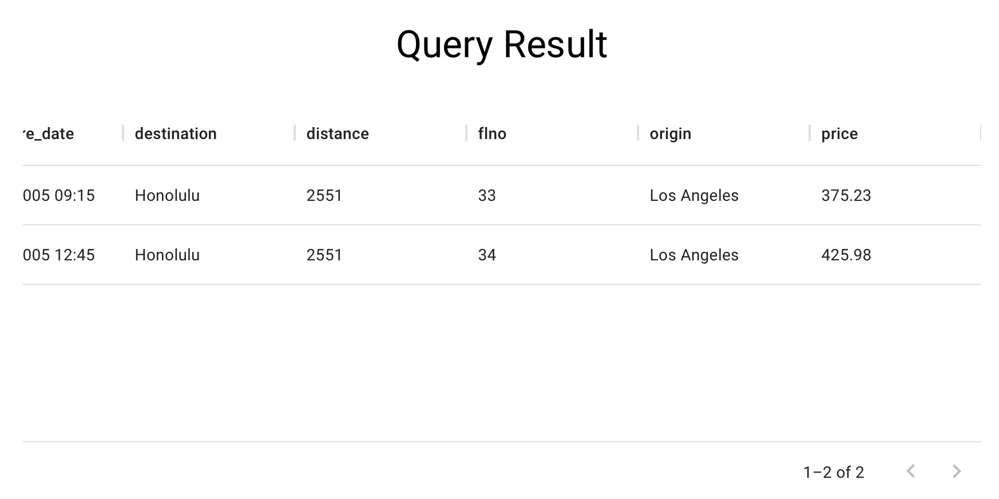 Query Result
re_date destination distance flno origin price
005 09:15 Honolulu 2551 33 Los Angeles 375.23
005 12:45 Honolulu 2551 34 Los Angeles 425.98
1–2 of 2